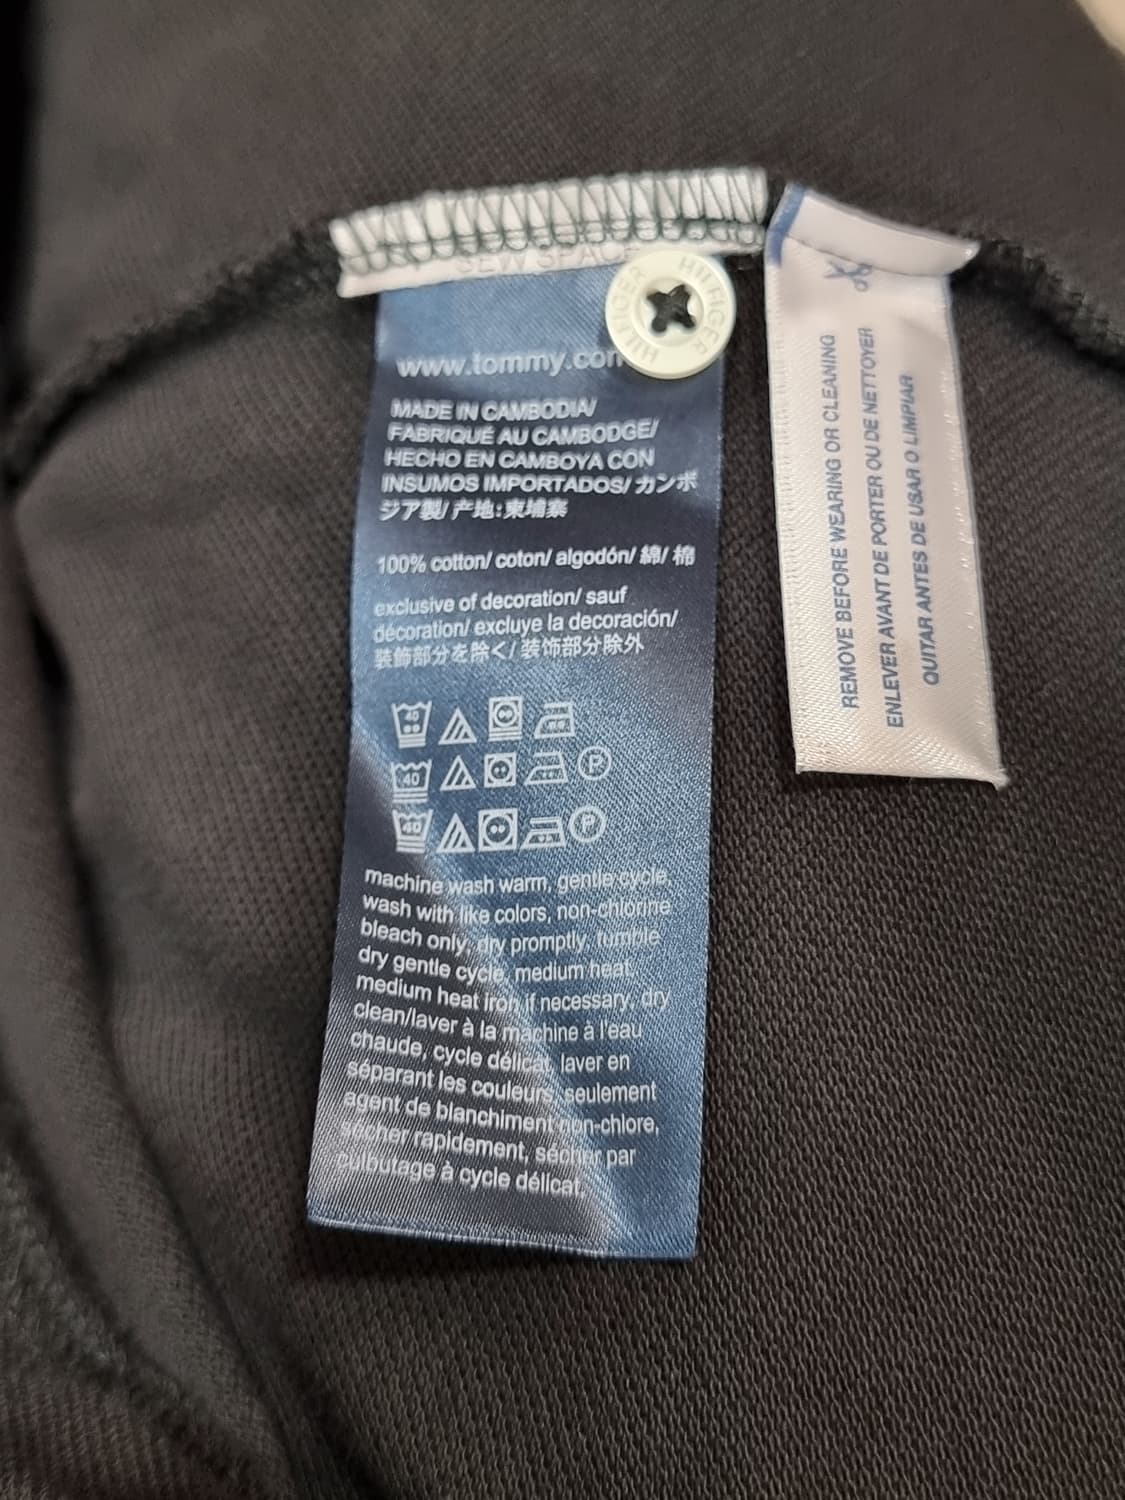 SEW SPACE
www.tommy.com
HILFIGER HILFIGER
MADE IN CAMBODIA/
FABRIQUÉ AU CAMBODGE/
HECHO EN CAMBOYA CON
INSUMOS IMPORTADOS/ カンボ
ジア製/ 产地:柬埔寨
100% cotton/ coton/ algodón/ 綿/ 棉
exclusive of decoration/ sauf
décoration/ excluye la decoración/
装飾部分を除く/ 装饰部分除外
40
40 P
40 P
machine wash warm, gentle cycle,
wash with like colors, non-chlorine
bleach only, dry promptly, tumble
dry gentle cycle, medium heat,
medium heat iron if necessary, dry
clean/laver à la machine à l'eau
chaude, cycle délicat, laver en
séparant les couleurs, seulement
agent de blanchiment non-chlore,
sécher rapidement, sécher par
culbutage à cycle délicat,
REMOVE BEFORE WEARING OR CLEANING
ENLEVER AVANT DE PORTER OU DE NETTOYER
QUITAR ANTES DE USAR O LIMPIAR